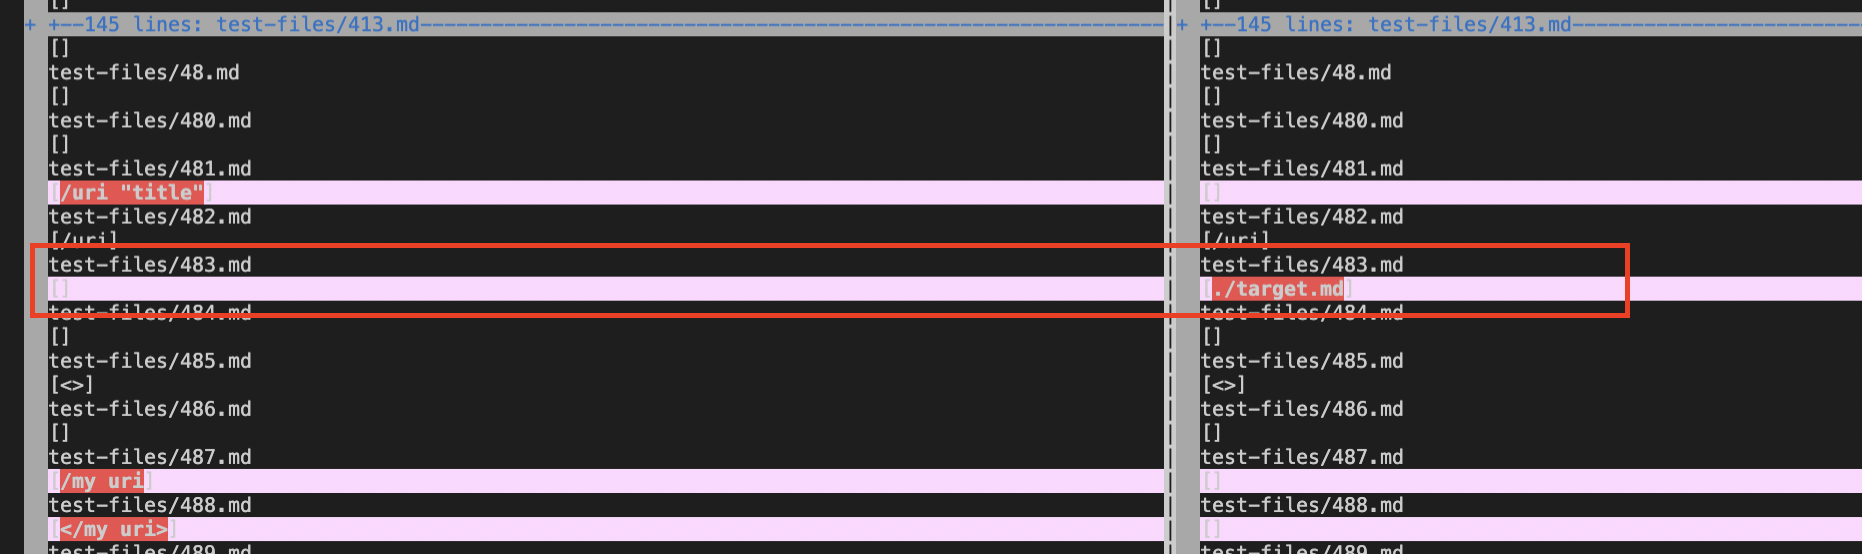 []
+ +--145 lines: test-files/413.md--------------------------------------------------------------
[]
test-files/48.md
[]
test-files/480.md
[]
test-files/481.md
[/uri "title"]
test-files/482.md
[/uri]
test-files/483.md
[]
test-files/484.md
[]
test-files/485.md
[<>]
test-files/486.md
[]
test-files/487.md
[/my uri]
test-files/488.md
[</my uri>]
test-files/489.md
[]
+ +--145 lines: test-files/413.md------------------------
[]
test-files/48.md
[]
test-files/480.md
[]
test-files/481.md
[]
test-files/482.md
[/uri]
test-files/483.md
[./target.md]
test-files/484.md
[]
test-files/485.md
[<>]
test-files/486.md
[]
test-files/487.md
[]
test-files/488.md
[]
test-files/489.md